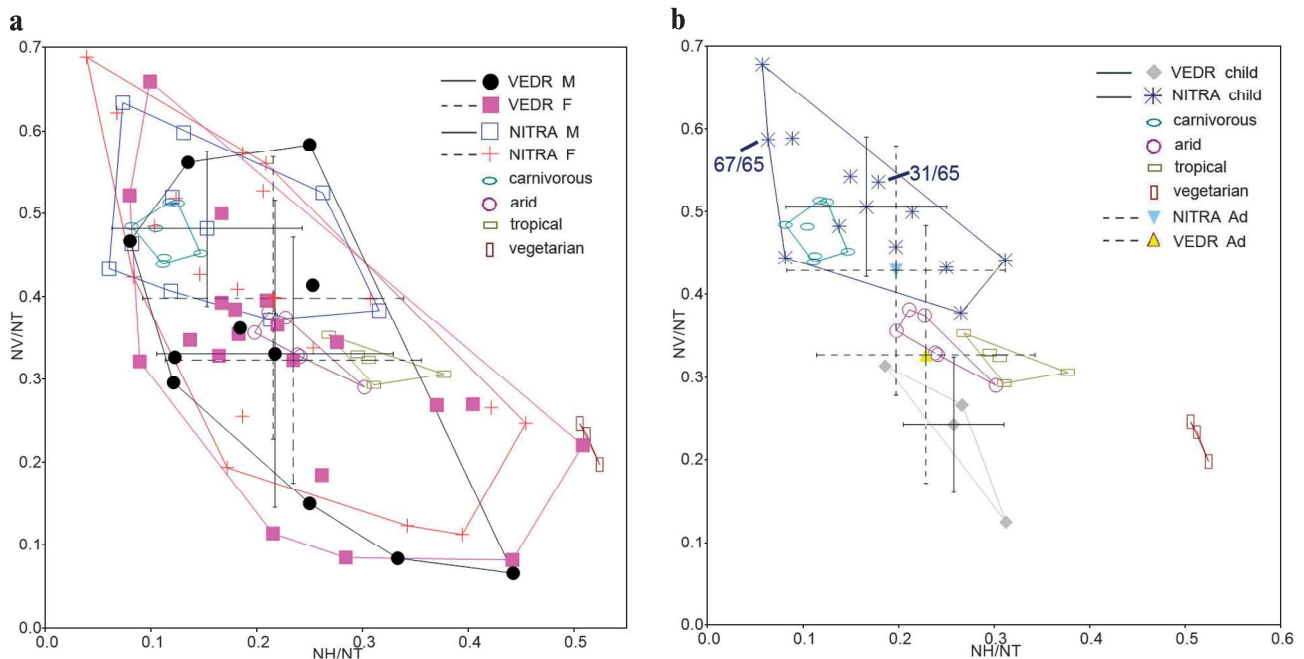 a
0.7
0.6
0.5
0.4
0.3
0.2
0.1
0.0
NV/NT
0.0 0.1 0.2 0.3 0.4 0.5
NH/NT
VEDR M
VEDR F
NITRA M
NITRA F
carnivorous
arid
tropical
vegetarian
b
0.7
0.6
0.5
0.4
0.3
0.2
0.1
0.0
NV/NT
0.0 0.1 0.2 0.3 0.4 0.5 0.6
NH/NT
VEDR child
NITRA child
carnivorous
arid
tropical
vegetarian
NITRA Ad
VEDR Ad
67/65
31/65